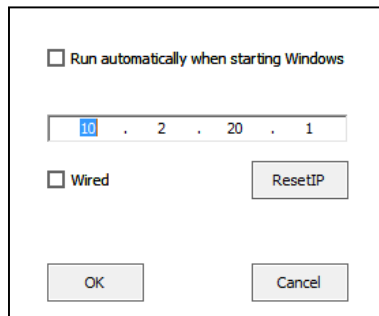 Run automatically when starting Windows
10 . 2 . 20 . 1
Wired ResetIP
OK Cancel